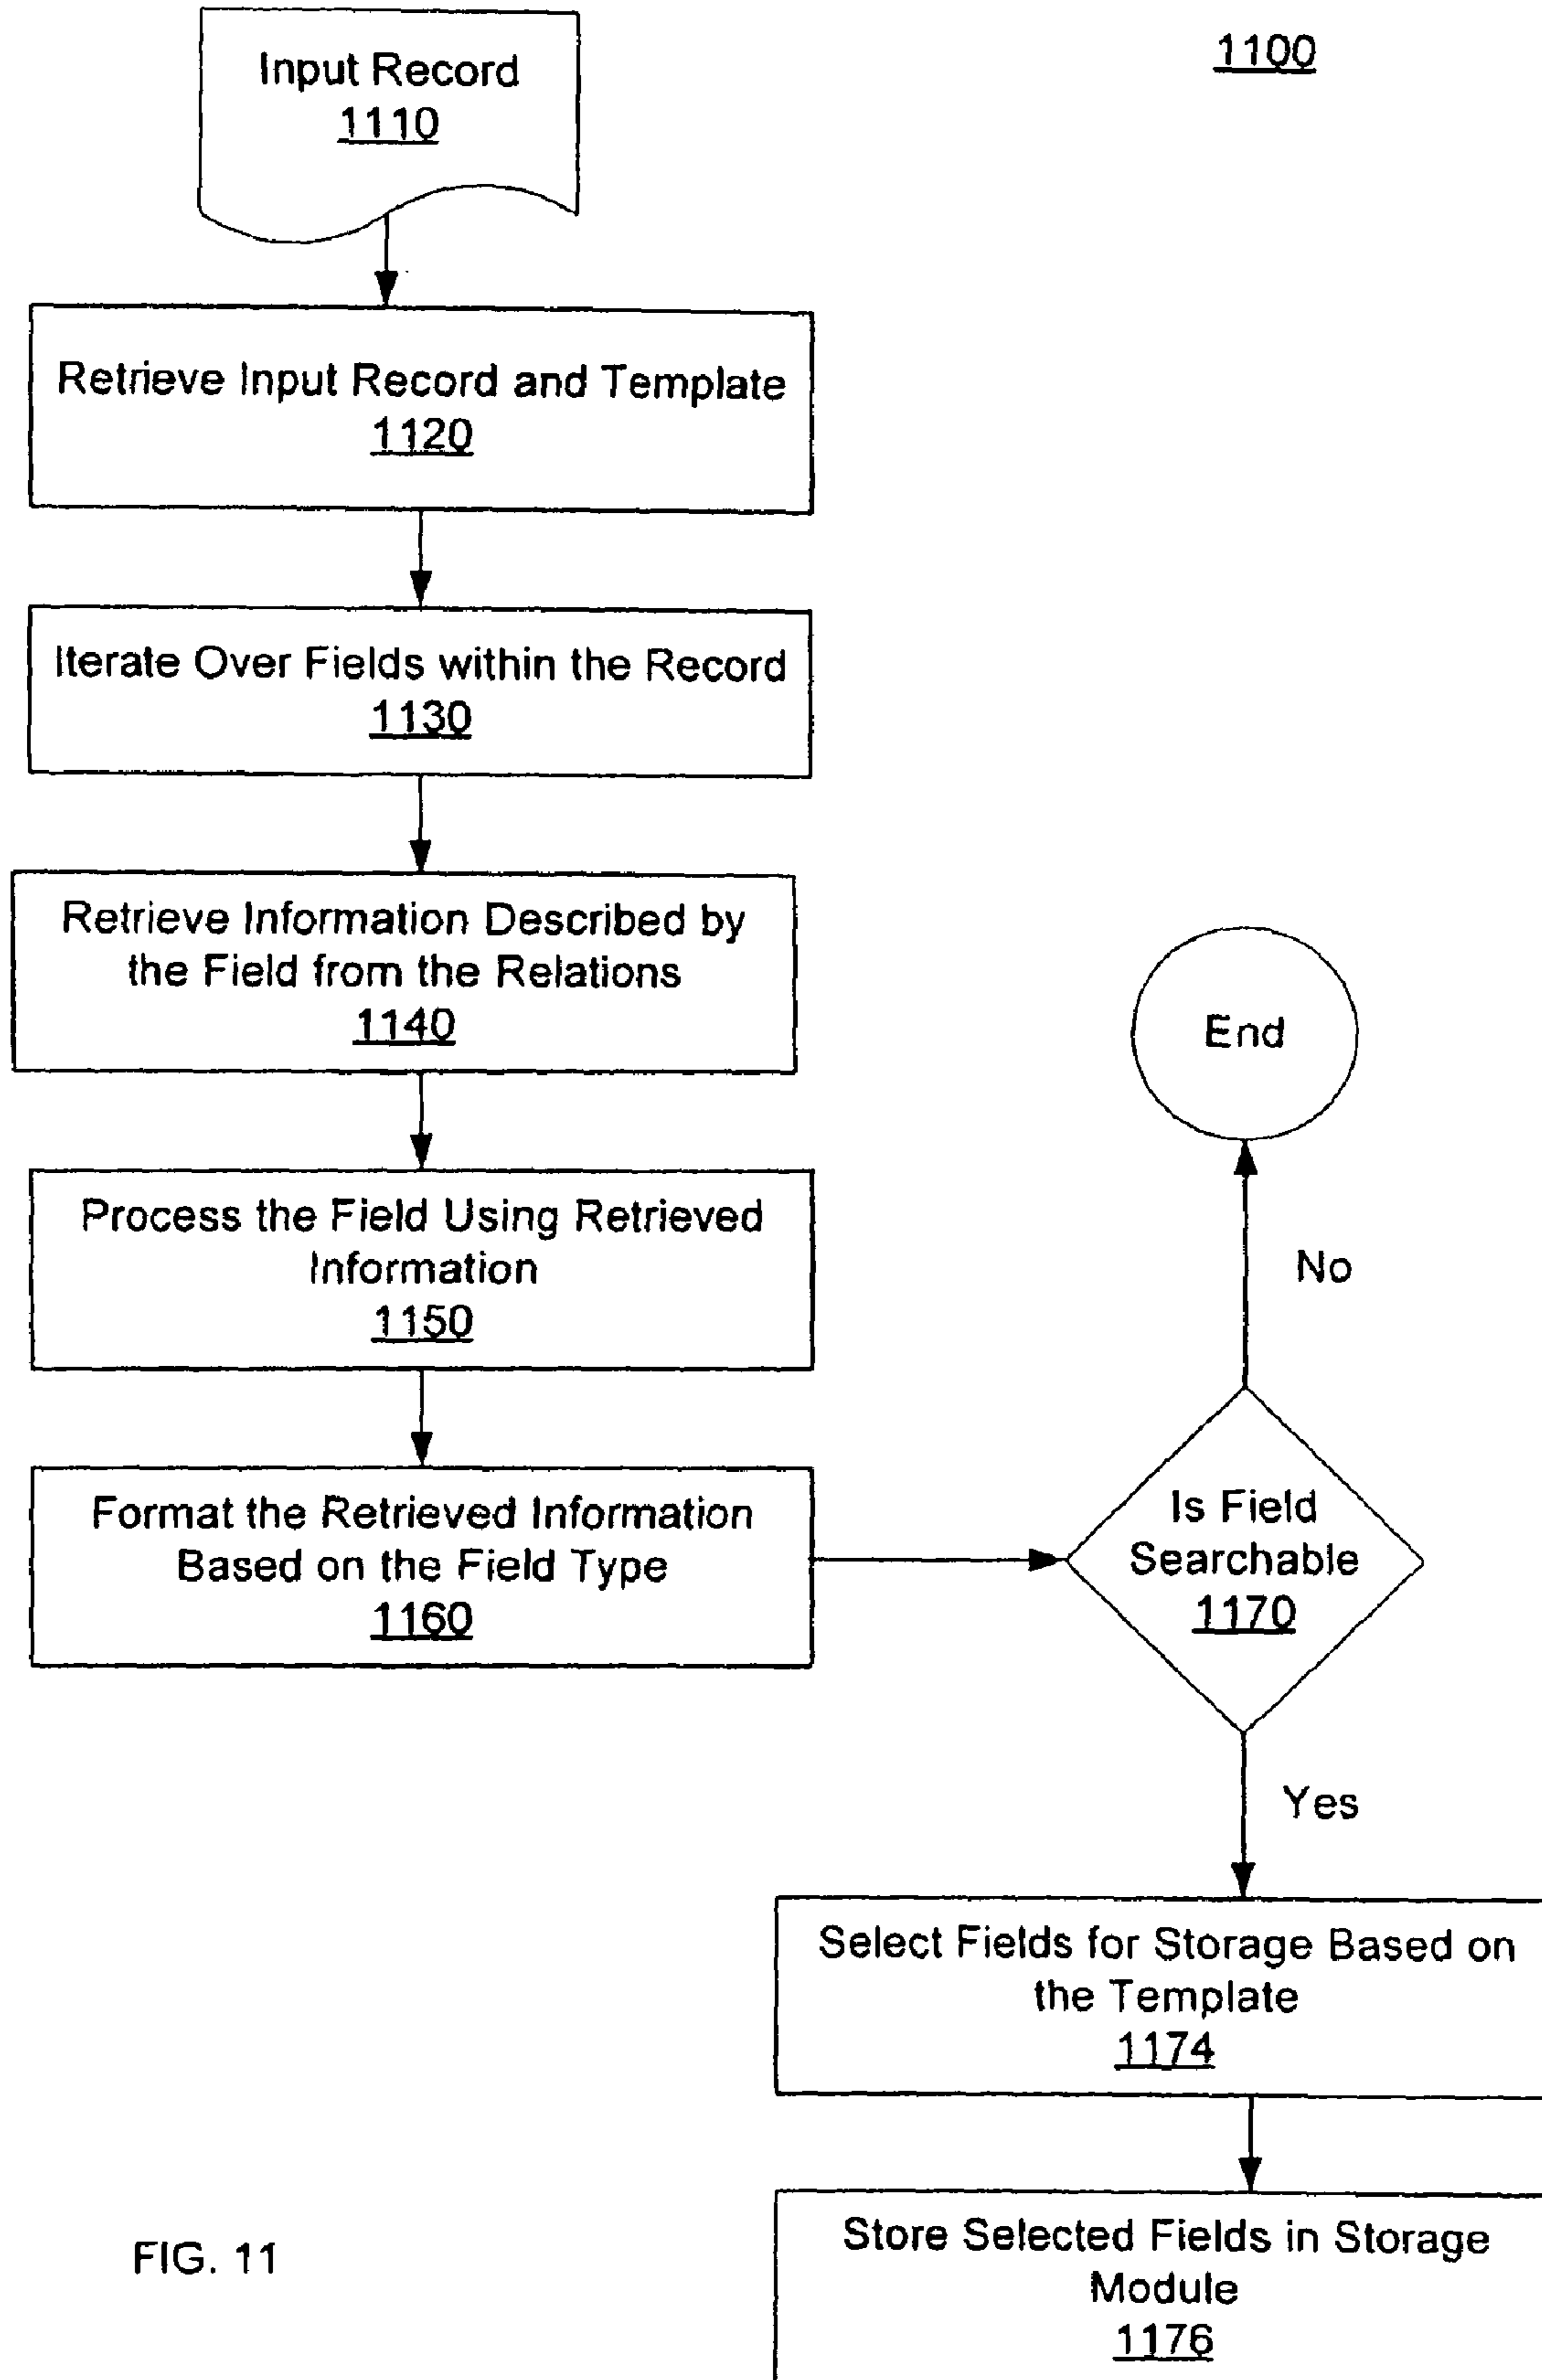 1100
Input Record
1110
Retrieve Input Record and Template
1120
Iterate Over Fields within the Record
1130
Retrieve Information Described by
the Field from the Relations
1140
Process the Field Using Retrieved
Information
1150
Format the Retrieved Information
Based on the Field Type
1160
End
No
Is Field
Searchable
1170
Yes
Select Fields for Storage Based on
the Template
1174
Store Selected Fields in Storage
Module
1176
FIG. 11